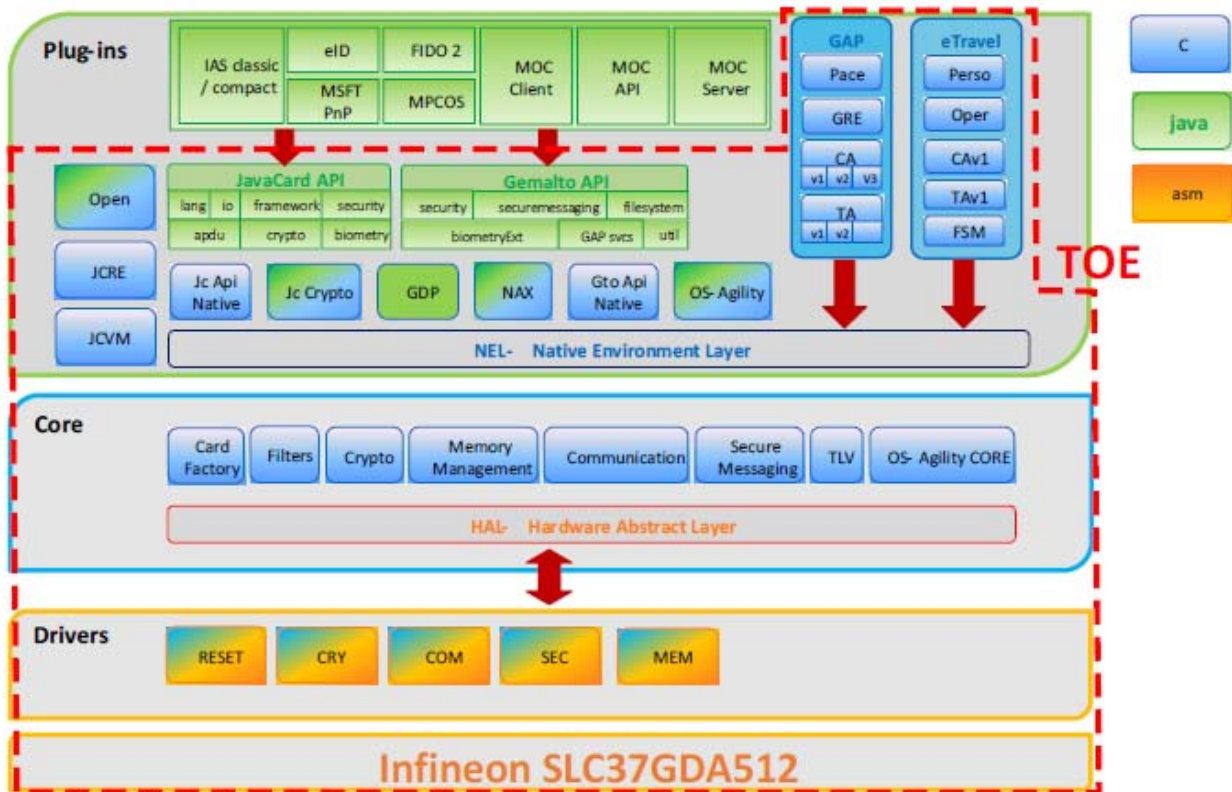 Plug-ins
IAS classic
/ compact
eID
FIDO 2
MSFT
PnP
MPCOS
MOC
Client
MOC
API
MOC
Server
GAP
Pace
GRE
CA
v1 v2 V3
TA
v1 v2
eTravel
Perso
Oper
CAv1
TAv1
FSM
C
java
asm
TOE
Open
JCRE
JCVM
JavaCard API
lang io framework security
apdu crypto biometry
Gemalto API
security securemessaging filesystem
biometryExt GAP svcs util
Jc Api
Native
Jc Crypto
GDP
NAX
Gto Api
Native
OS- Agility
NEL- Native Environment Layer
Core
Card
Factory
Filters
Crypto
Memory
Management
Communication
Secure
Messaging
TLV
OS- Agility CORE
HAL- Hardware Abstract Layer
Drivers
RESET
CRY
COM
SEC
MEM
Infineon SLC37GDA512